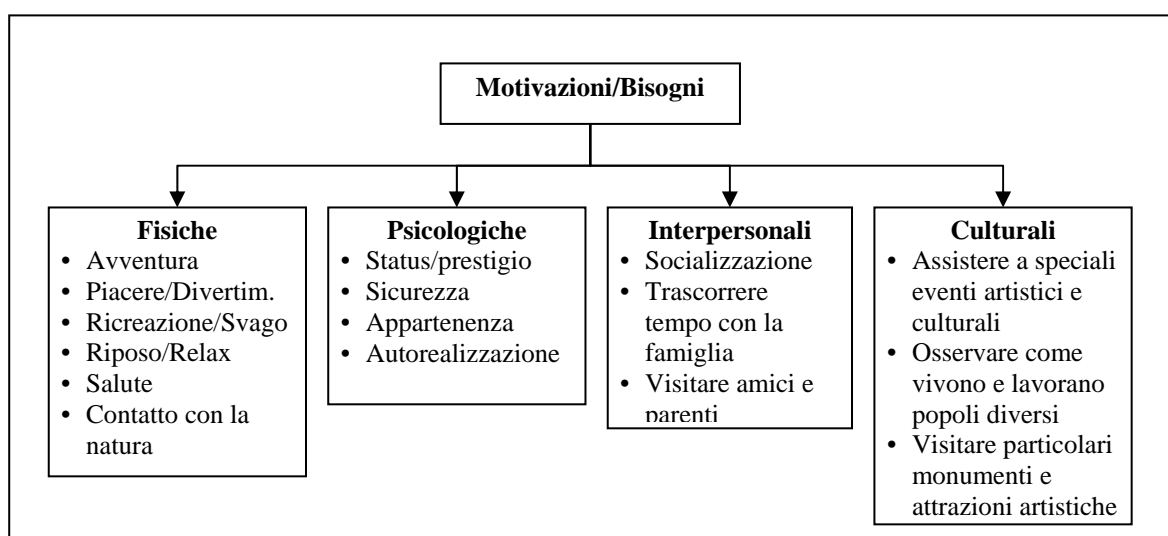 Motivazioni/Bisogni
Fisiche
• Avventura
• Piacere/Divertim.
• Ricreazione/Svago
• Riposo/Relax
• Salute
• Contatto con la
natura
Psicologiche
• Status/prestigio
• Sicurezza
• Appartenenza
• Autorealizzazione
Interpersonali
• Socializzazione
• Trascorrere
tempo con la
famiglia
• Visitare amici e
parenti
Culturali
• Assistere a speciali
eventi artistici e
culturali
• Osservare come
vivono e lavorano
popoli diversi
• Visitare particolari
monumenti e
attrazioni artistiche